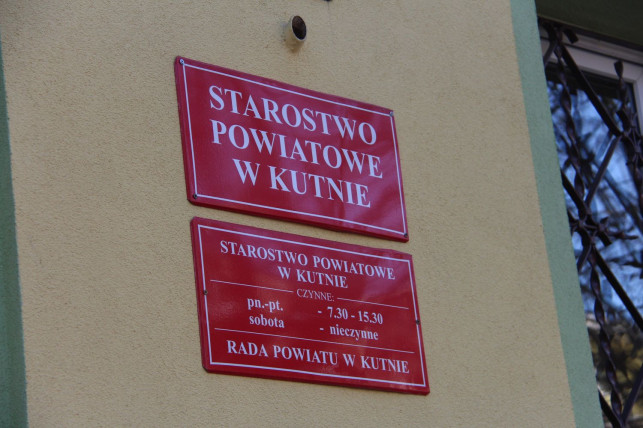 STAROSTWO
POWIATOWE
W KUTNIE
STAROSTWO POWIATOWE
W KUTNIE
CZYNNE:
pn.-pt. - 7.30 - 15.30
sobota - nieczynne
RADA POWIATU W KUTNIE